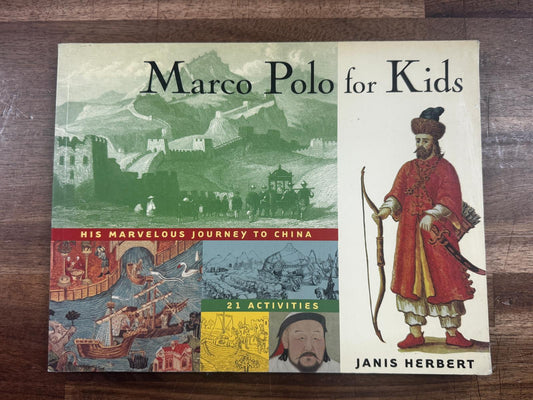 Marco Polo for Kids
HIS MARVELOUS JOURNEY TO CHINA
21 ACTIVITIES
JANIS HERBERT